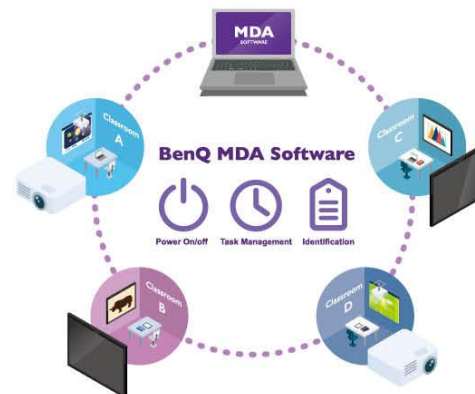 MDA
SOFTWARE
Classroom
A
Classroom
C
BenQ MDA Software
Power On/off
Task Management
Identification
Classroom
B
Classroom
D